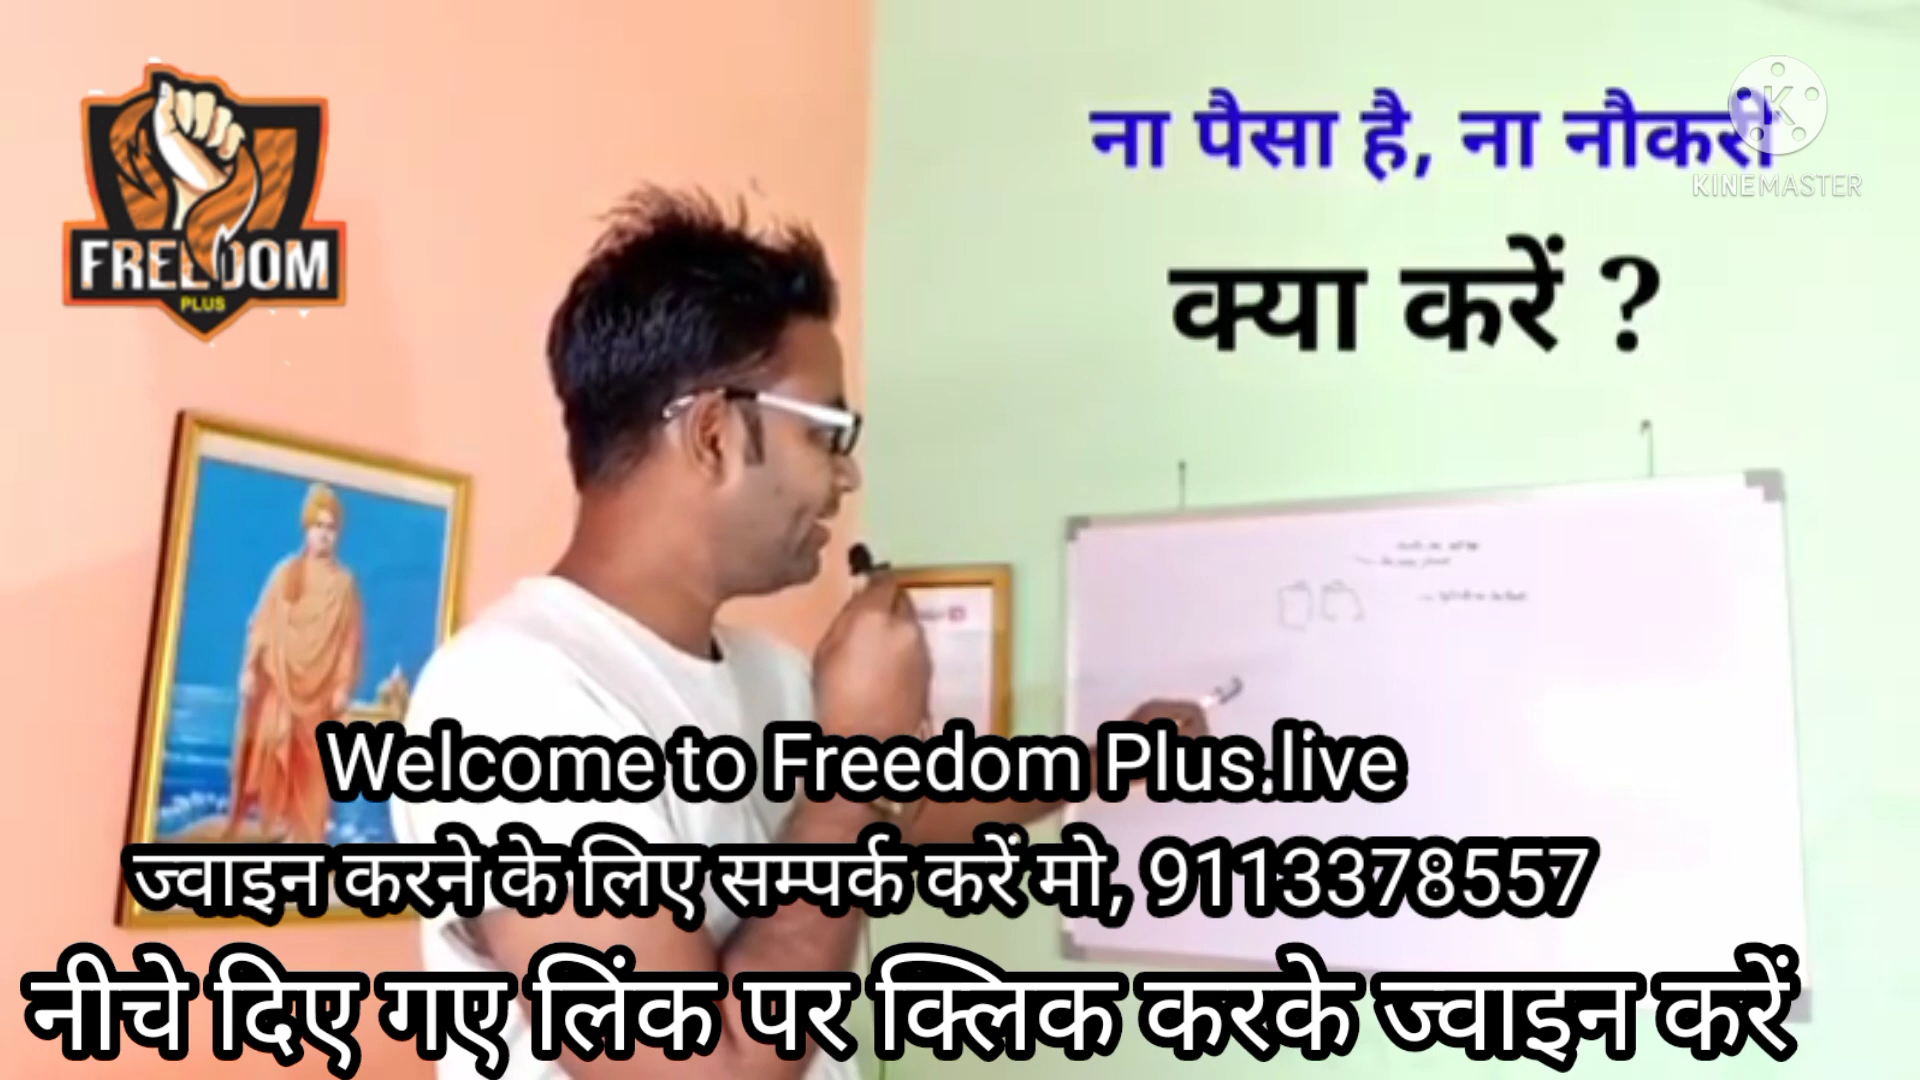 FREEDOM
PLUS
ना पैसा है, ना नौकरी
KINEMASTER
क्या करें ?
Welcome to Freedom Plus.live
ज्वाइन करने के लिए सम्पर्क करें मो, 9113378557
नीचे दिए गए लिंक पर क्लिक करके ज्वाइन करें